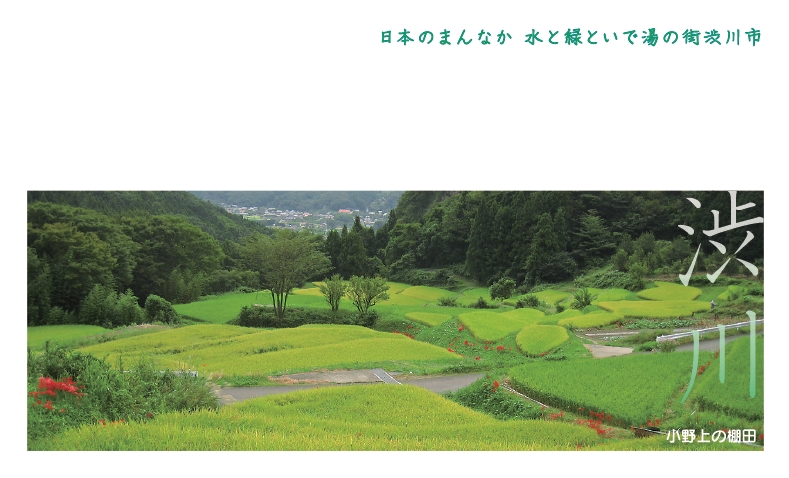 日本のまんなか 水と緑といで湯の街渋川市
渋川
小野上の棚田